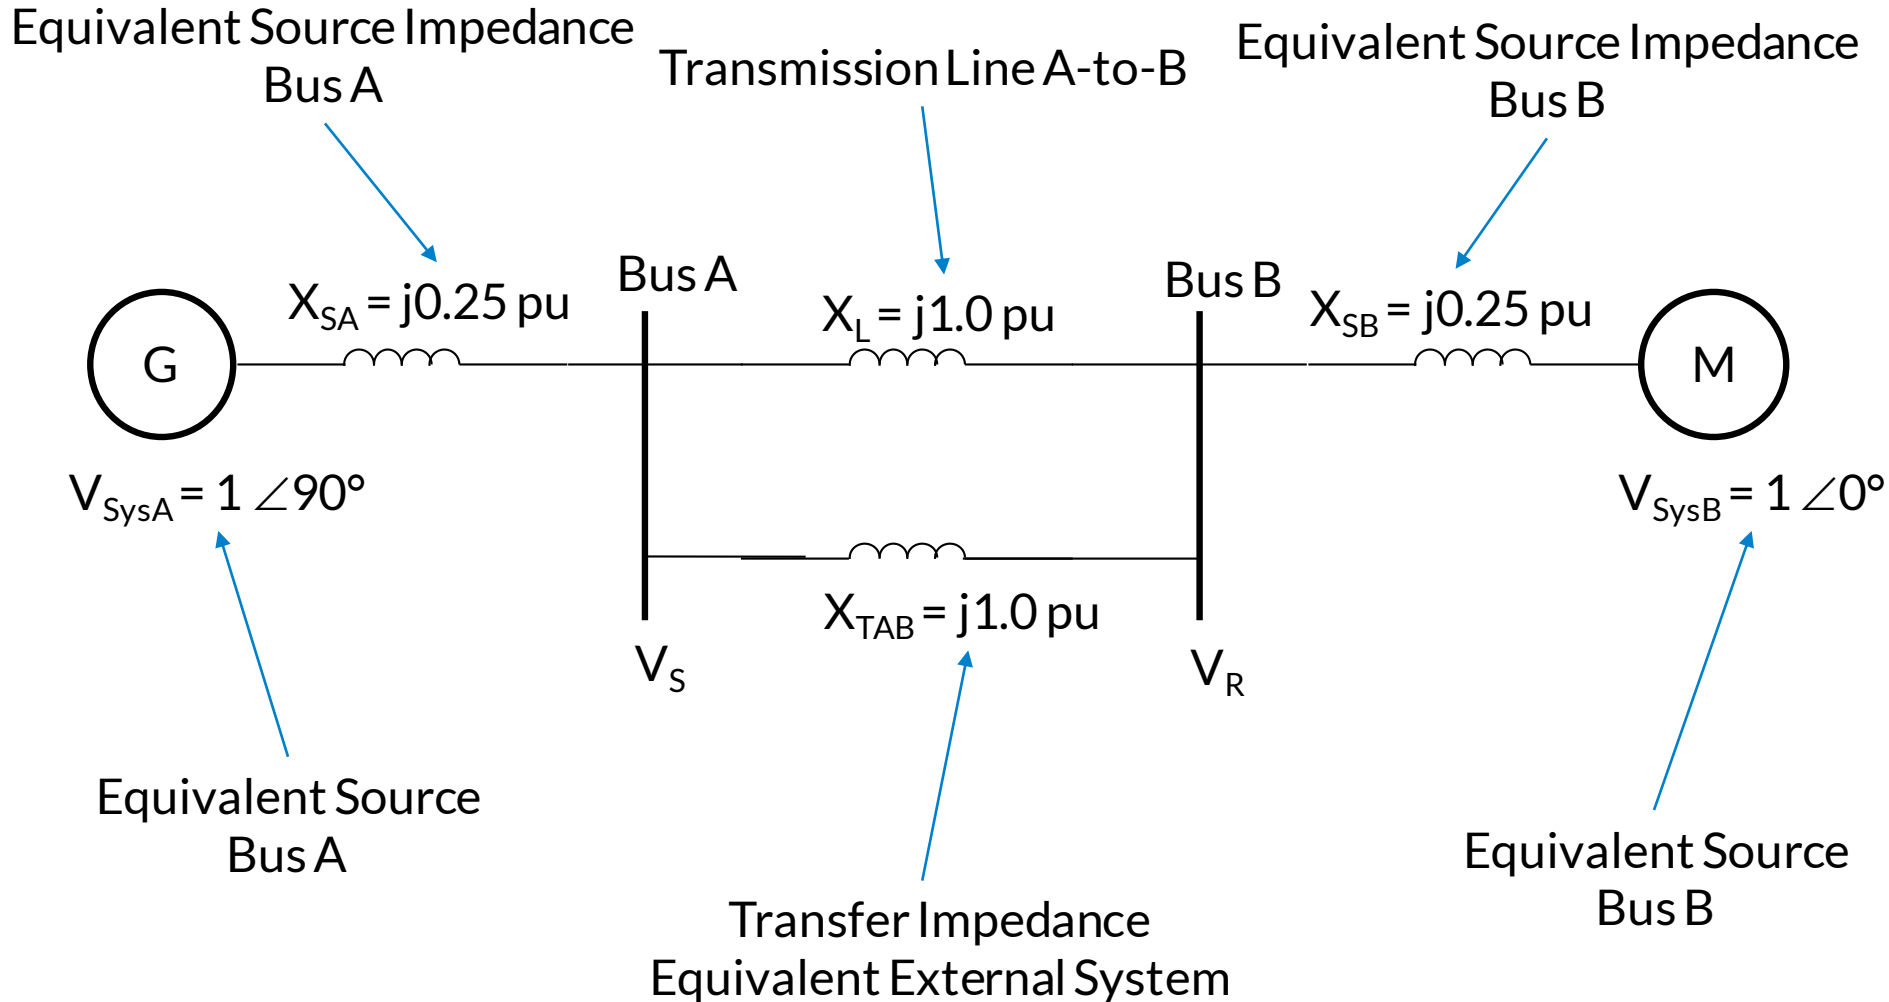 Equivalent Source Impedance
Bus A
Transmission Line A-to-B
Equivalent Source Impedance
Bus B
X_SA = j0.25 pu
Bus A
X_L = j1.0 pu
Bus B
X_SB = j0.25 pu
G
M
V_SysA = 1 ∠90°
V_SysB = 1 ∠0°
X_TAB = j1.0 pu
V_S
V_R
Equivalent Source
Bus A
Equivalent Source
Bus B
Transfer Impedance
Equivalent External System